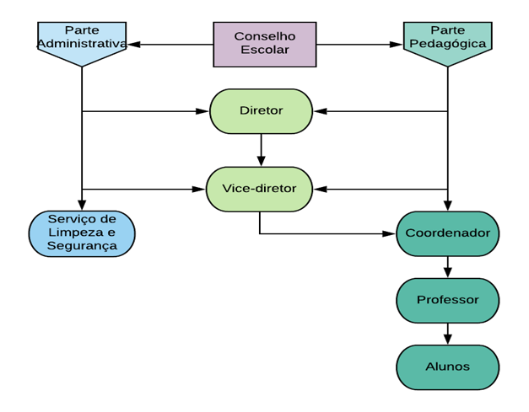 Parte
Administrativa
Conselho
Escolar
Parte
Pedagógica
Diretor
Vice-diretor
Serviço de
Limpeza e
Segurança
Coordenador
Professor
Alunos